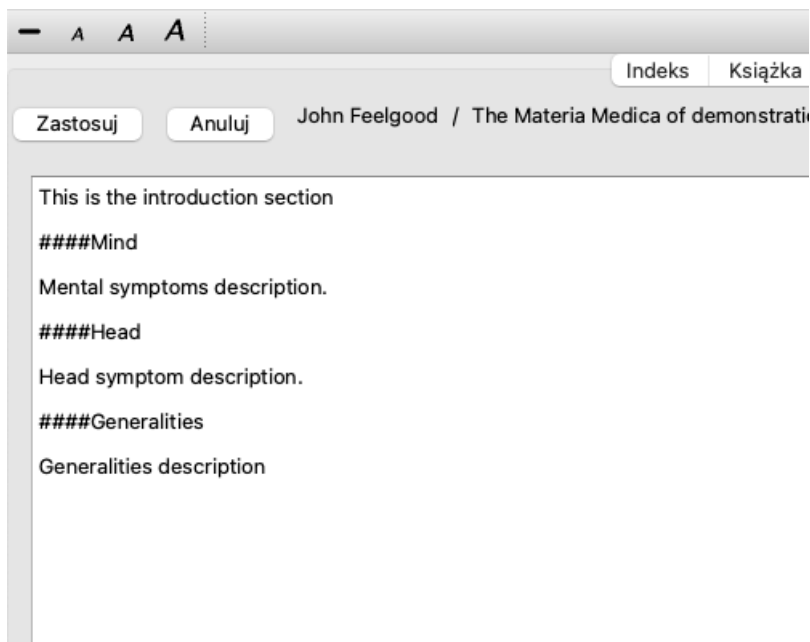 A A A
Indeks Książka
Zastosuj Anuluj John Feelgood / The Materia Medica of
This is the introduction section
####Mind
Mental symptoms description.
####Head
Head symptom description.
####Generalities
Generalities description